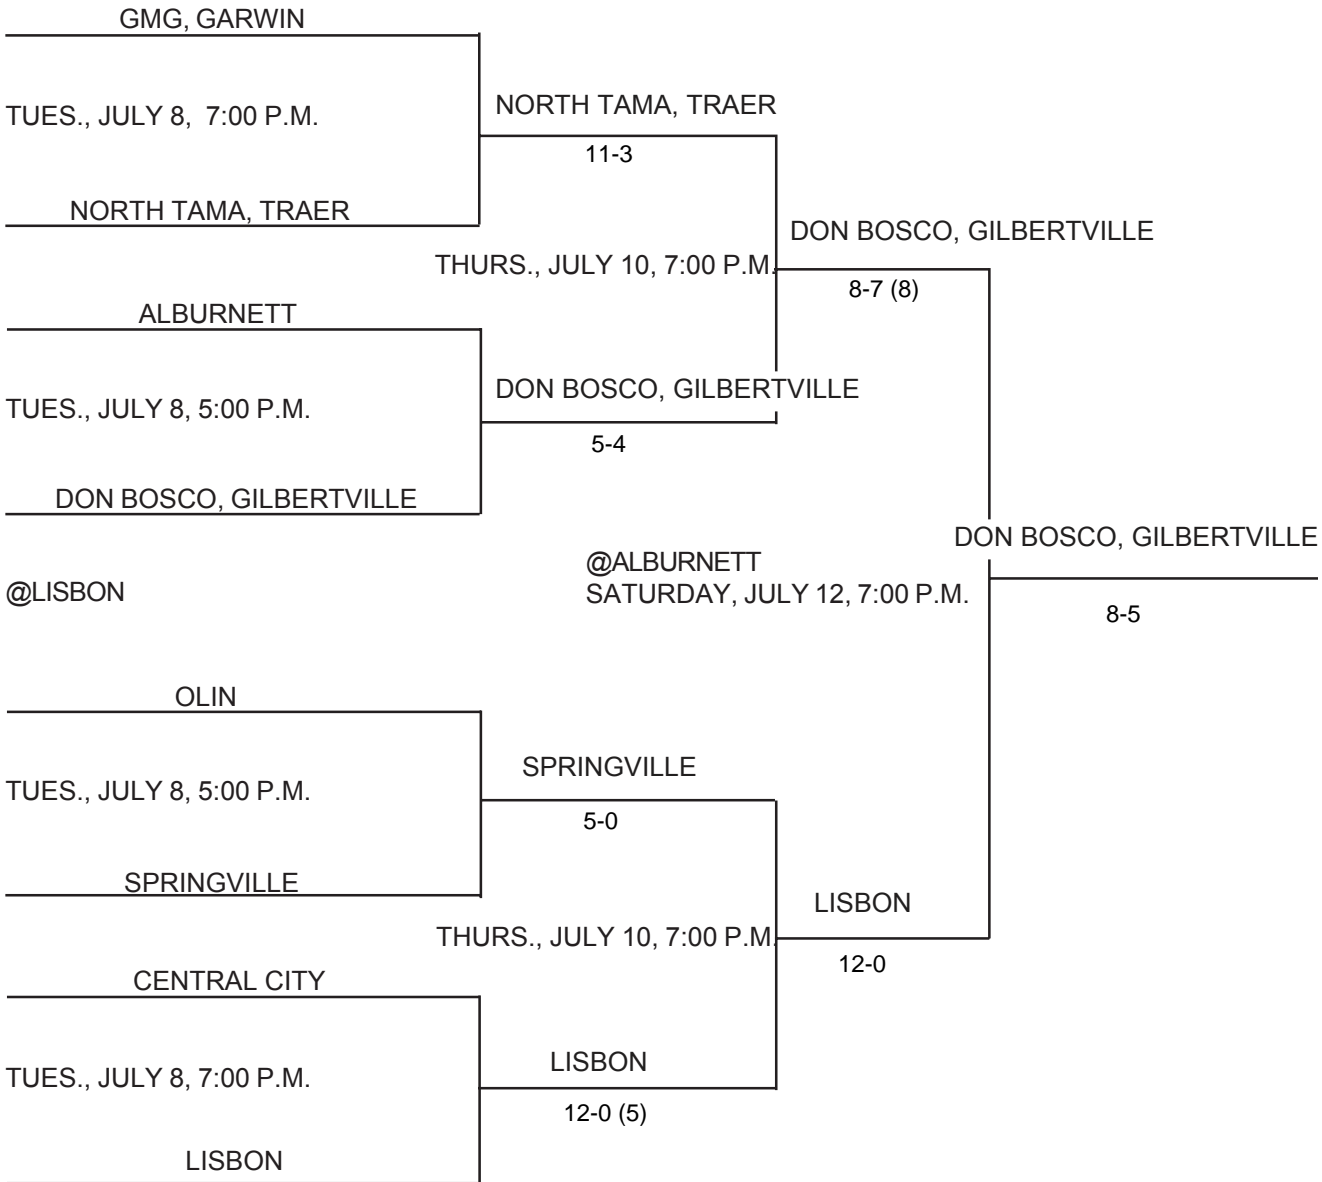 GMG, GARWIN
TUES., JULY 8, 7:00 P.M.
NORTH TAMA, TRAER
11-3
NORTH TAMA, TRAER
DON BOSCO, GILBERTVILLE
THURS., JULY 10, 7:00 P.M.
8-7 (8)
ALBURNETT
TUES., JULY 8, 5:00 P.M.
DON BOSCO, GILBERTVILLE
5-4
DON BOSCO, GILBERTVILLE
DON BOSCO, GILBERTVILLE
@LISBON
@ALBURNETT
SATURDAY, JULY 12, 7:00 P.M.
8-5
OLIN
TUES., JULY 8, 5:00 P.M.
SPRINGVILLE
5-0
SPRINGVILLE
LISBON
THURS., JULY 10, 7:00 P.M.
12-0
CENTRAL CITY
TUES., JULY 8, 7:00 P.M.
LISBON
12-0 (5)
LISBON